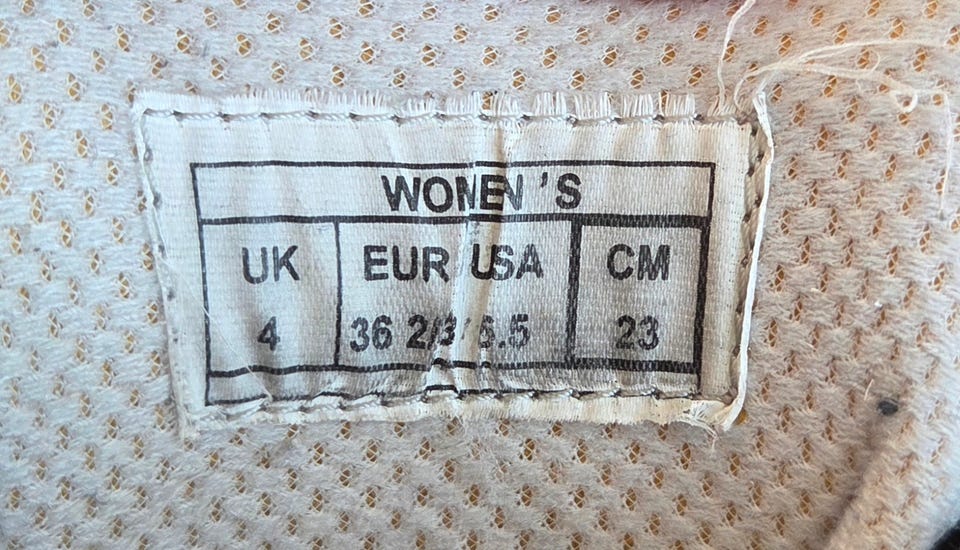 WOMEN 'S
UK EUR USA CM
4 36 2/3 6.5 23